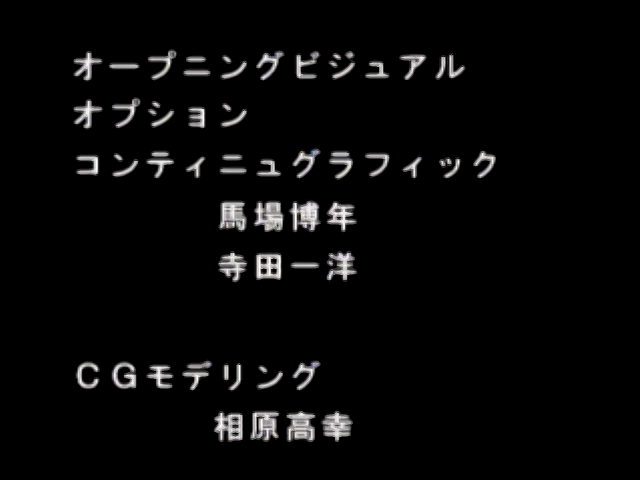 オープニングビジュアル
オプション
コンティニュグラフィック
馬場博年
寺田一洋
CGモデリング
相原高幸